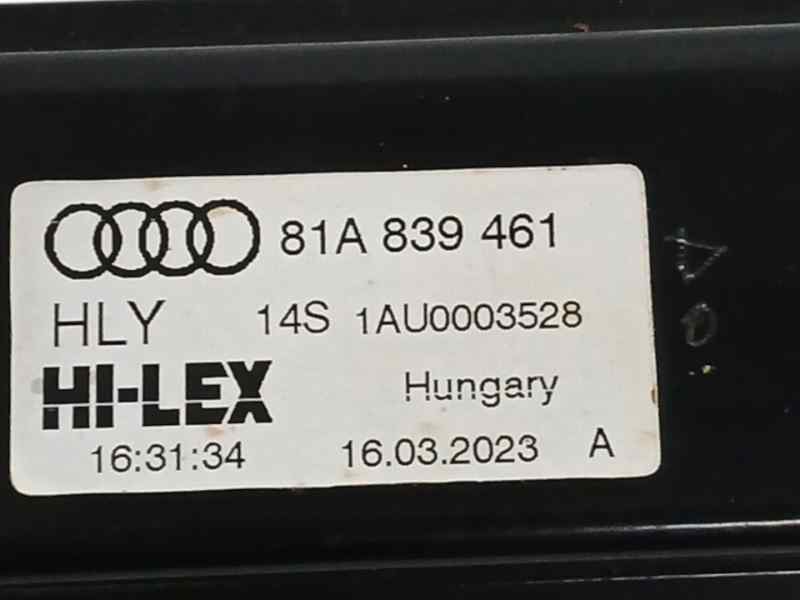 81A 839 461
HLY 14S 1AU0003528
HI-LEX Hungary
16:31:34 16.03.2023 A